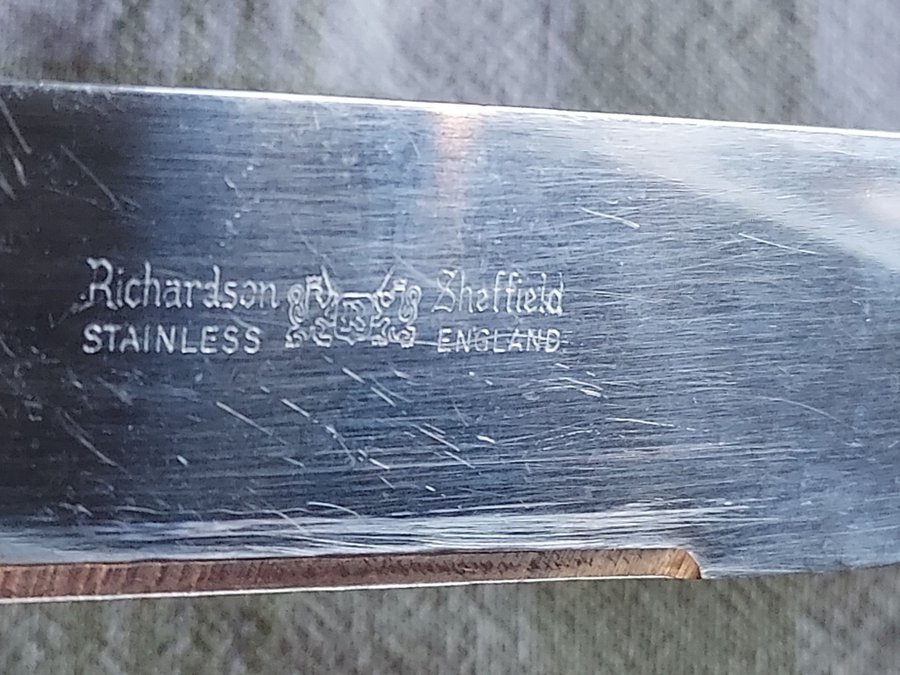 Richardson Sheffield
STAINLESS ENGLAND